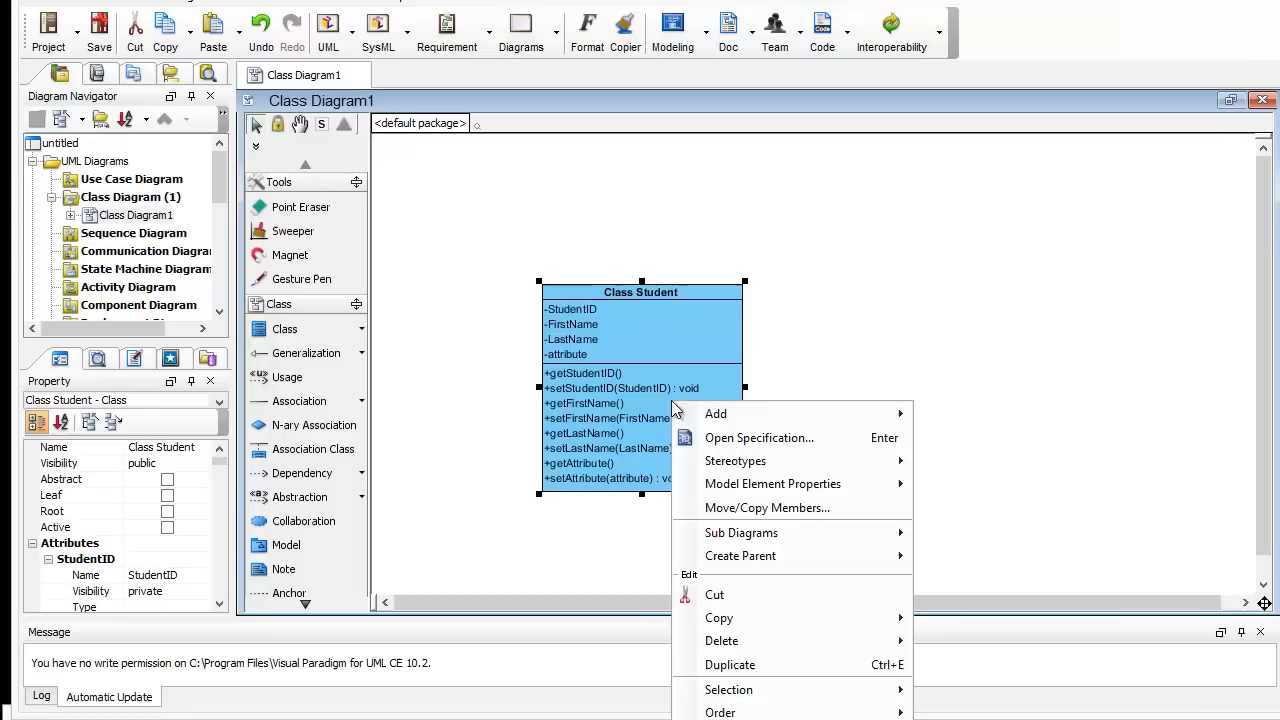 Project Save Cut Copy Paste Undo Redo UML SysML Requirement Diagrams Format Copier Modeling Doc Team Code Interoperability
Class Diagram1
Diagram Navigator
untitled
UML Diagrams
Use Case Diagram
Class Diagram (1)
Class Diagram1
Sequence Diagram
Communication Diagra
State Machine Diagram
Activity Diagram
Component Diagram
Property
Class Student - Class
Name Class Student
Visibility public
Abstract
Leaf
Root
Active
Attributes
StudentID
Name StudentID
Visibility private
Type
Class Diagram1
S
<default package>
Tools
Point Eraser
Sweeper
Magnet
Gesture Pen
Class
Class
Generalization
Usage
Association
N-ary Association
Association Class
Dependency
Abstraction
Collaboration
Model
Note
Anchor
Class Student
-StudentID
-FirstName
-LastName
-attribute
+getStudentID()
+setStudentID(StudentID) : void
+getFirstName()
+setFirstName(FirstName
+getLastName()
+setLastName(LastName)
+getAttribute()
+setAttribute(attribute) : vo
Add
Open Specification... Enter
Stereotypes
Model Element Properties
Move/Copy Members...
Sub Diagrams
Create Parent
Edit
Cut
Copy
Delete
Duplicate Ctrl+E
Selection
Order
Message
You have no write permission on C:\Program Files\Visual Paradigm for UML CE 10.2.
Log Automatic Update